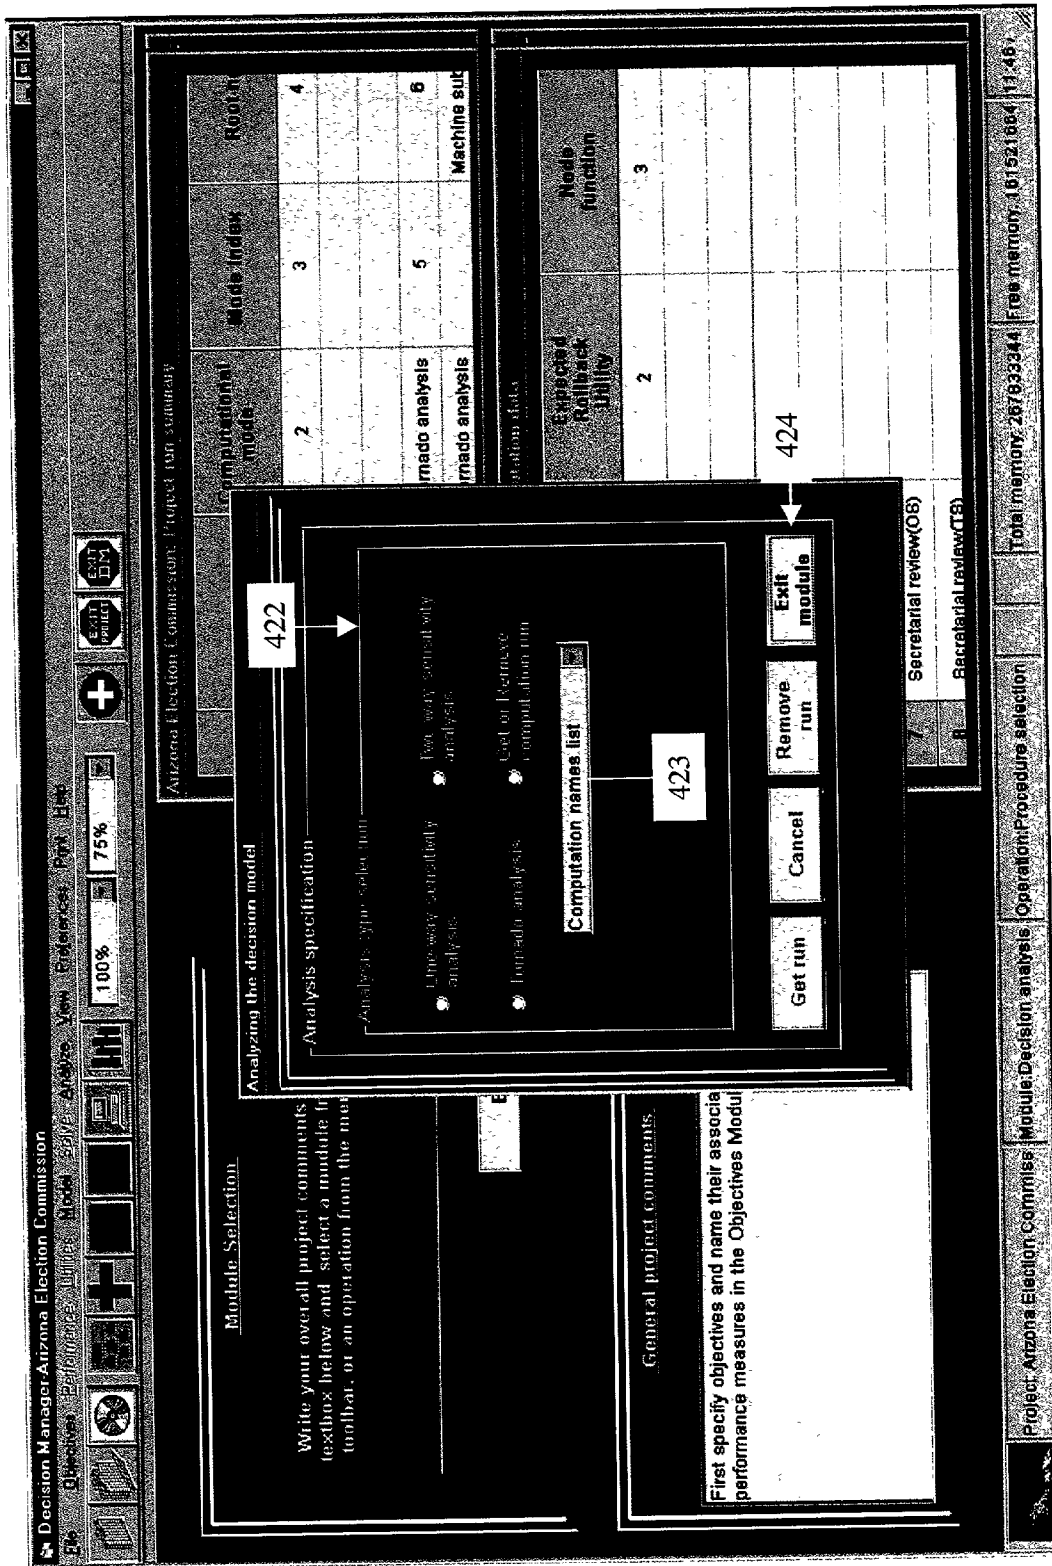 Decision Manager-Arizona Election Commission
File Objectives Performance Utilities Model Solve Analyze View Preferences Print Help
100%
75%
EXIT PROJECT
EXIT DM
Module Selection
Write your overall project comments
textbox below and select a module
toolbar, or an operation from the
General project comments
First specify objectives and name their associa
performance measures in the Objectives Modul
Arizona Election Commission: Project run summary
Computational mode
Mode index
2
3
4
rnado analysis
5
6
rnado analysis
Machine sub
Expected Rollback Utility
Node function
2
3
7
Secretarial review(OB)
8
Secretarial review(TS)
Analyzing the decision model
Analysis specification
Analysis type selection
422
One-way sensitivity analysis
Two-way sensitivity analysis
Tornado analysis
Get or Remove computation run
Computation names list
423
Get run
Cancel
Remove run
Exit module
424
Project: Arizona Election Commiss
Module:Decision analysis
Operation:Procedure selection
Total memory: 267833344
Free memory: 161521664
11:46